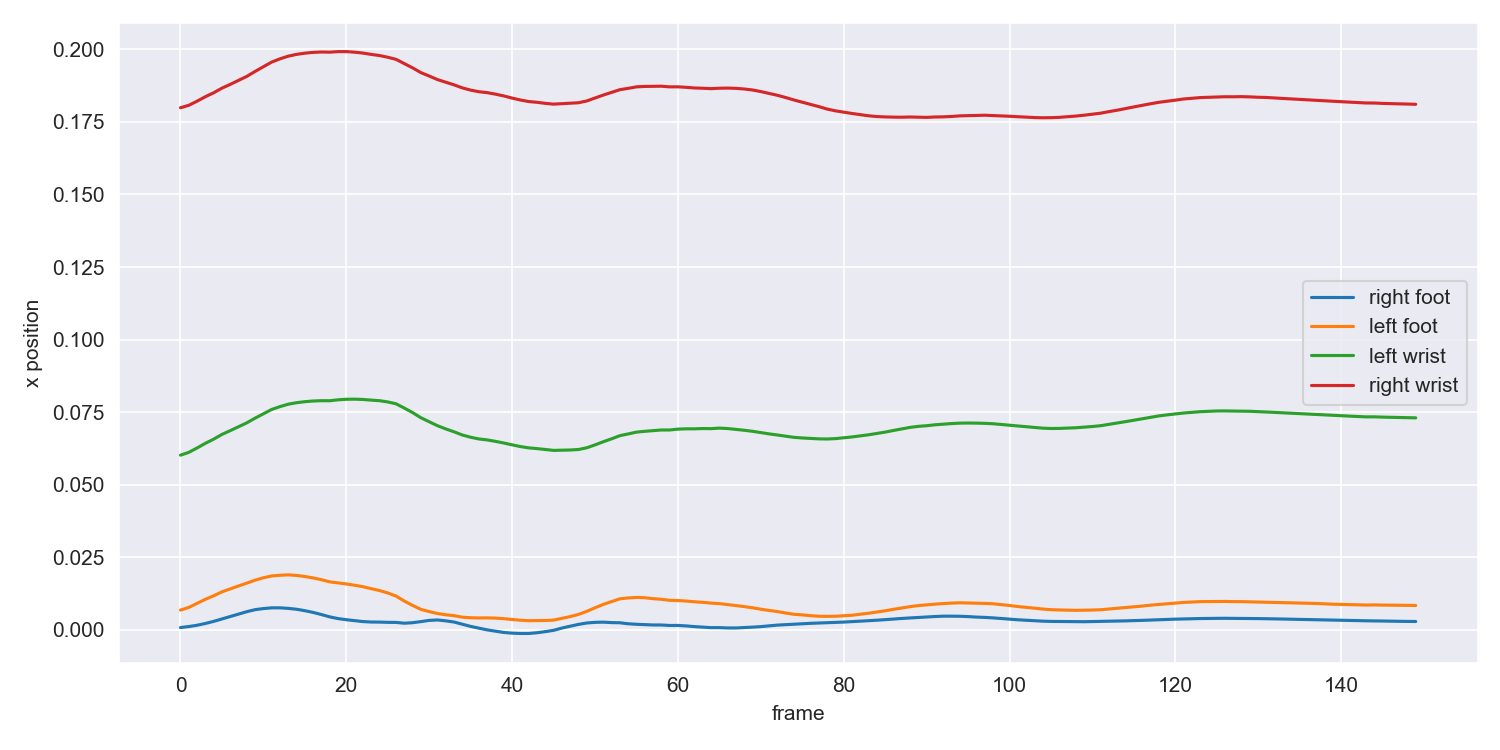 0.200
0.175
0.150
0.125
0.100
0.075
0.050
0.025
0.000
x position
0 20 40 60 80 100 120 140
frame
right foot
left foot
left wrist
right wrist